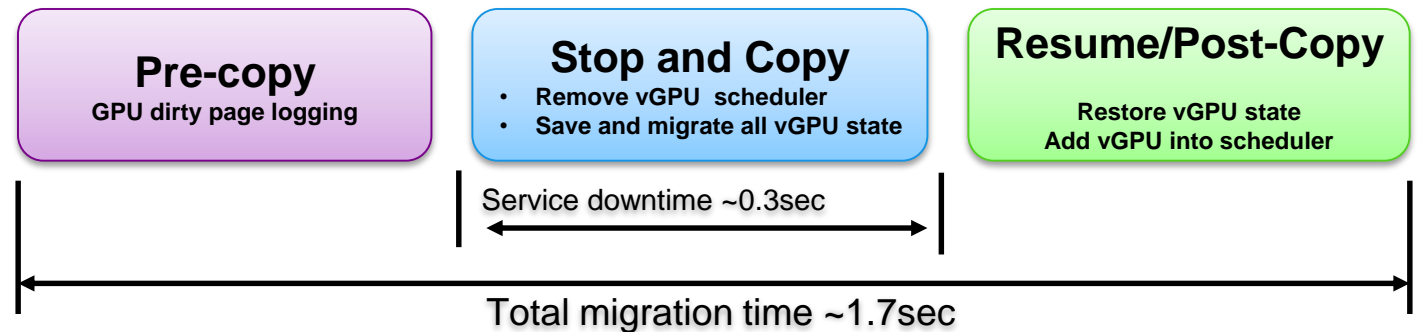 Pre-copy
GPU dirty page logging
Stop and Copy
• Remove vGPU scheduler
• Save and migrate all vGPU state
Resume/Post-Copy
Restore vGPU state
Add vGPU into scheduler
Service downtime ~0.3sec
Total migration time ~1.7sec